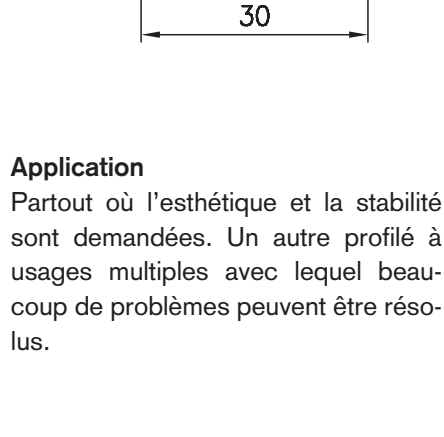 30
Application
Partout où l’esthétique et la stabilité
sont demandées. Un autre profilé à
usages multiples avec lequel beau-
coup de problèmes peuvent être réso-
lus.